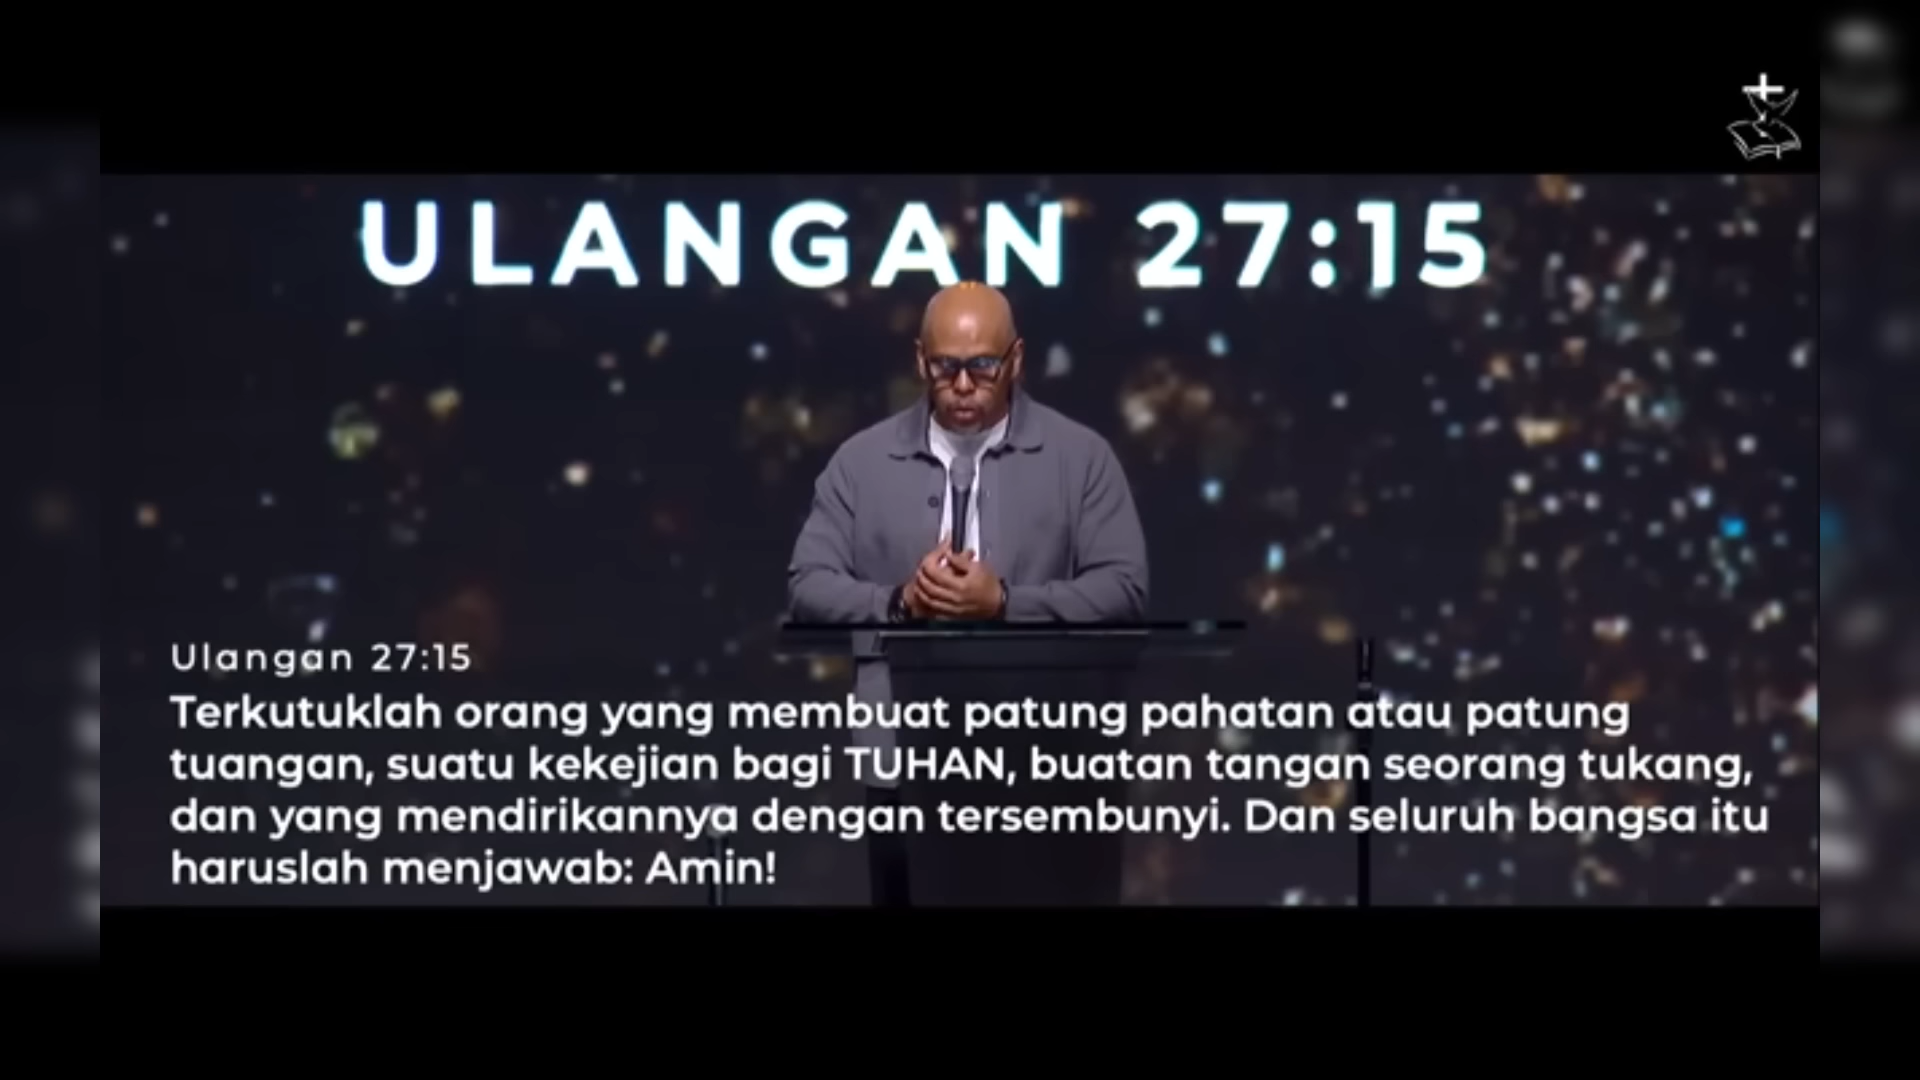 ULANGAN 27:15
Ulangan 27:15
Terkutuklah orang yang membuat patung pahatan atau patung
tuangan, suatu kekejian bagi TUHAN, buatan tangan seorang tukang,
dan yang mendirikannya dengan tersembunyi. Dan seluruh bangsa itu
haruslah menjawab: Amin!